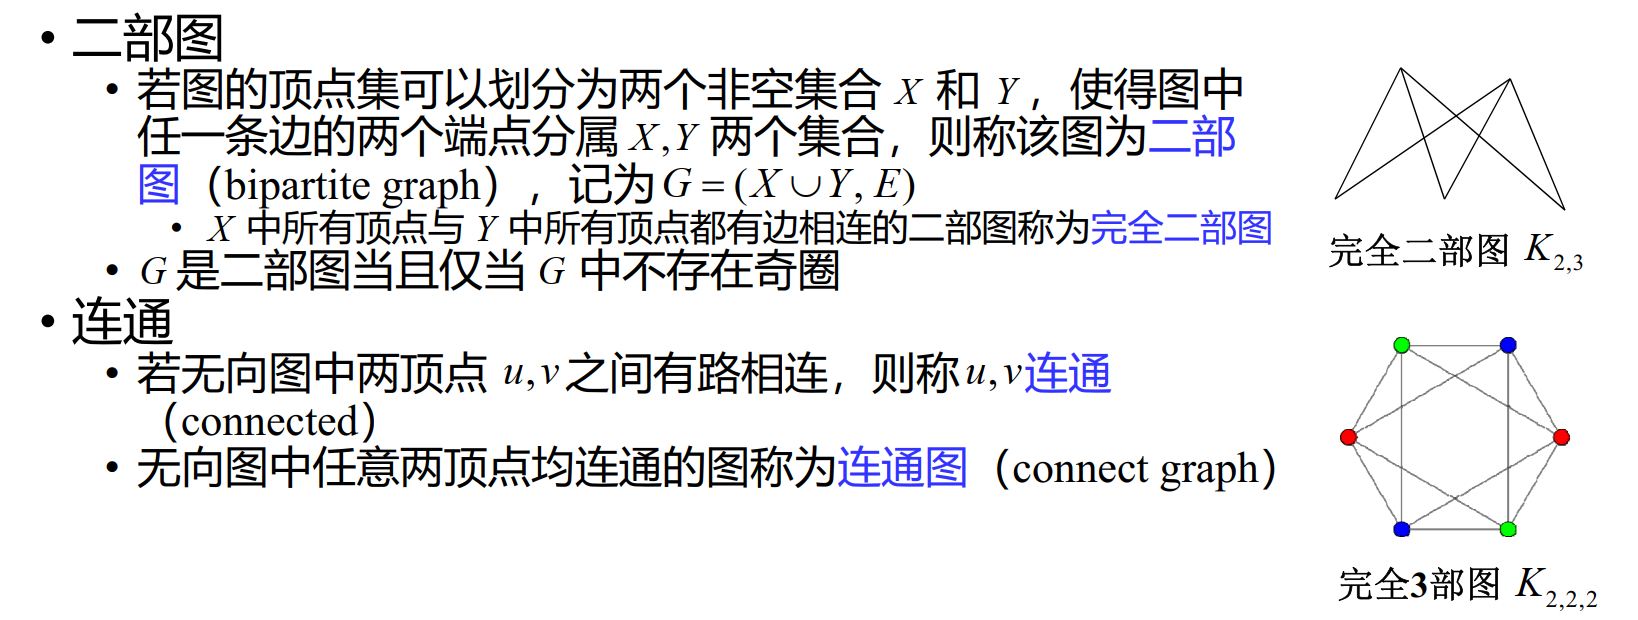 • 二部图
• 若图的顶点集可以划分为两个非空集合 X 和 Y ，使得图中
任一条边的两个端点分属 X,Y 两个集合，则称该图为二部
图（bipartite graph），记为 G = (X ∪ Y, E)
• X 中所有顶点与 Y 中所有顶点都有边相连的二部图称为完全二部图
• G 是二部图当且仅当 G 中不存在奇圈
• 连通
• 若无向图中两顶点 u,v 之间有路相连，则称 u,v 连通
（connected）
• 无向图中任意两顶点均连通的图称为连通图（connect graph）
完全二部图 K2,3
完全3部图 K2,2,2